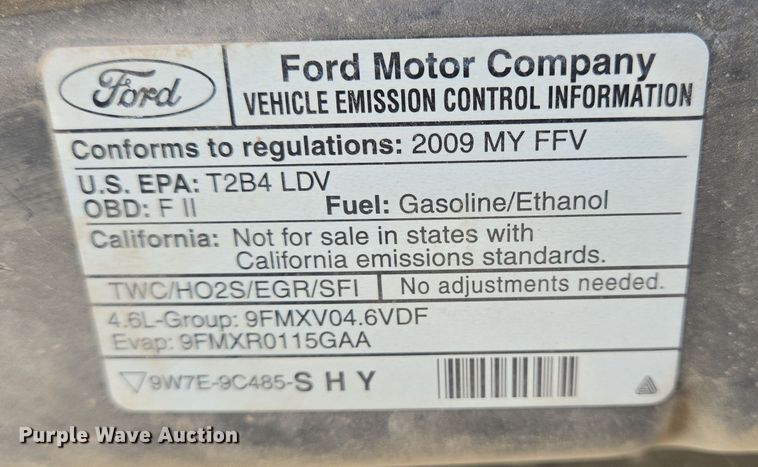 Ford
Ford Motor Company
VEHICLE EMISSION CONTROL INFORMATION
Conforms to regulations: 2009 MY FFV
U.S. EPA: T2B4 LDV
OBD: F II Fuel: Gasoline/Ethanol
California: Not for sale in states with
California emissions standards.
TWC/HO2S/EGR/SFI No adjustments needed.
4.6L-Group: 9FMXV04.6VDF
Evap: 9FMXR0115GAA
9W7E-9C485-S H Y
Purple Wave Auction